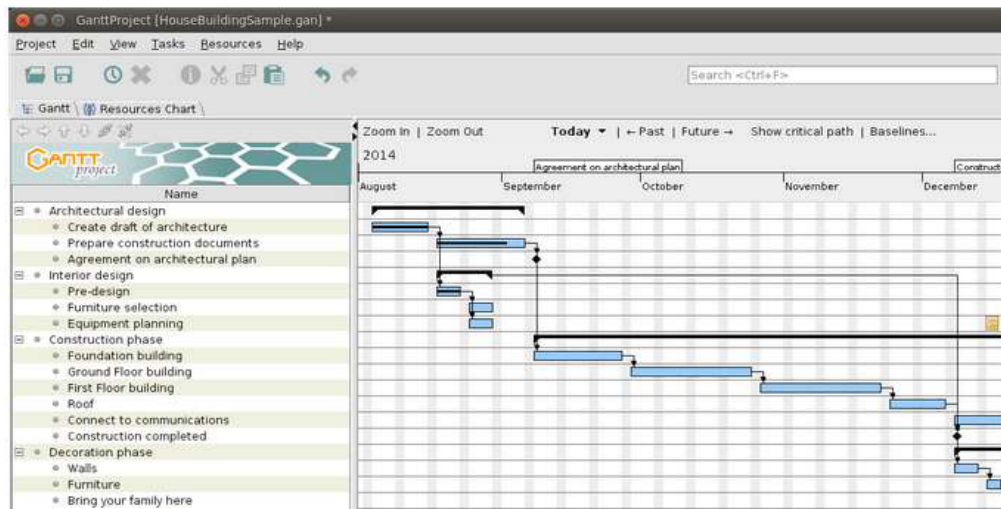 GanttProject [HouseBuildingSample.gan] *
Project Edit View Tasks Resources Help
Search <Ctrl+F>
Gantt Resources Chart
Zoom In | Zoom Out Today | ← Past | Future → Show critical path | Baselines...
GANTT project
2014
Agreement on architectural plan Construct
Name
August September October November December
Architectural design
Create draft of architecture
Prepare construction documents
Agreement on architectural plan
Interior design
Pre-design
Furniture selection
Equipment planning
Construction phase
Foundation building
Ground Floor building
First Floor building
Roof
Connect to communications
Construction completed
Decoration phase
Walls
Furniture
Bring your family here